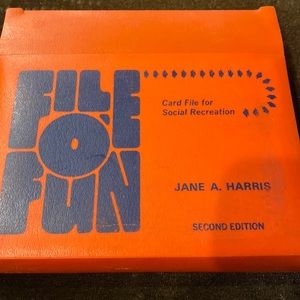 FILE
O'
FUN
Card File for
Social Recreation
JANE A. HARRIS
SECOND EDITION